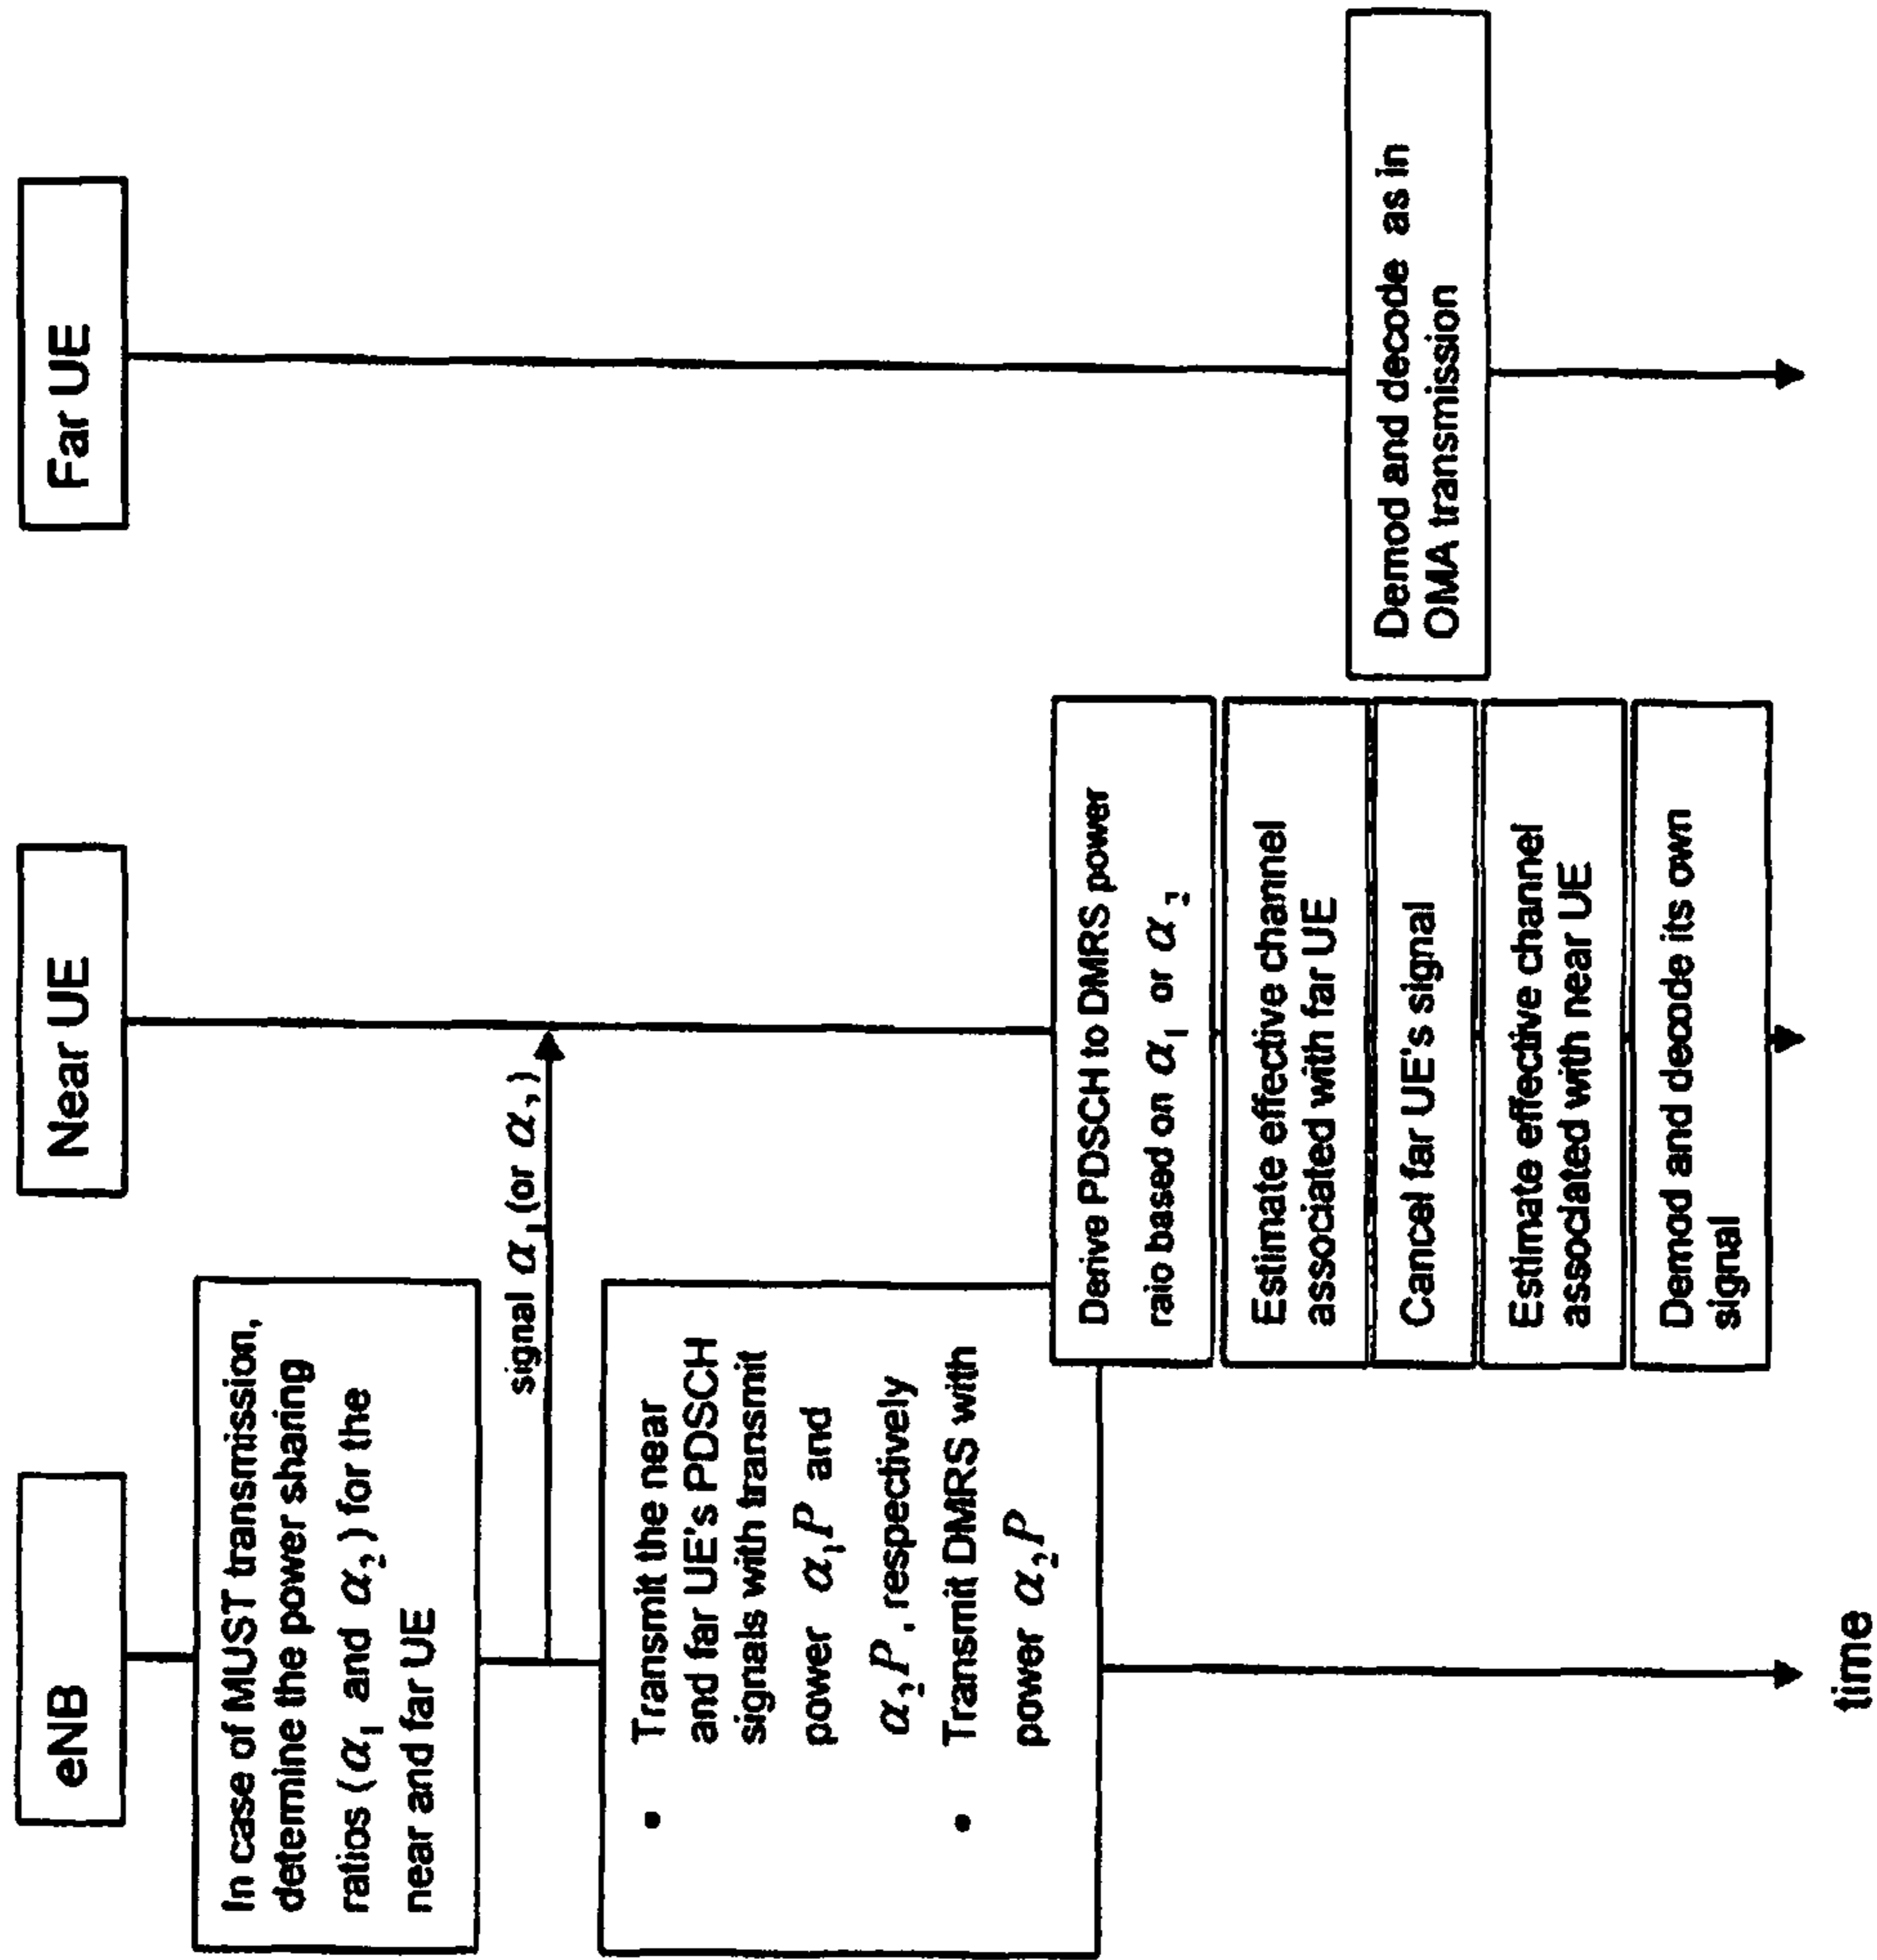 eNB
Near UE
Far UE
In case of MUST transmission,
determine the power sharing
ratios (α₁ and α₂) for the
near and far UE
signal α₁ (or α₂)
• Transmit the near
and far UE's PDSCH
signals with transmit
power α₁P and
α₂P, respectively
• Transmit DMRS with
power α₂P
Derive PDSCH to DMRS power
raio based on α₁ or α₂
Estimate effective channel
associated with far UE
Cancel far UE's signal
Estimate effective channel
associated with near UE
Demod and decode its own
signal
Demod and decode as in
OMA transmission
time